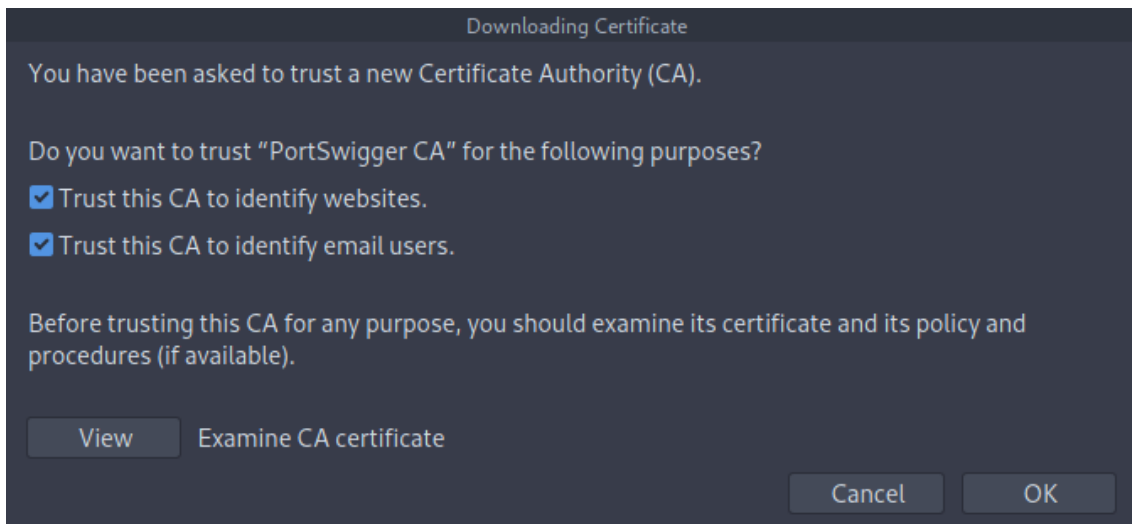 Downloading Certificate
You have been asked to trust a new Certificate Authority (CA).
Do you want to trust “PortSwigger CA” for the following purposes?
Trust this CA to identify websites.
Trust this CA to identify email users.
Before trusting this CA for any purpose, you should examine its certificate and its policy and
procedures (if available).
View Examine CA certificate
Cancel OK